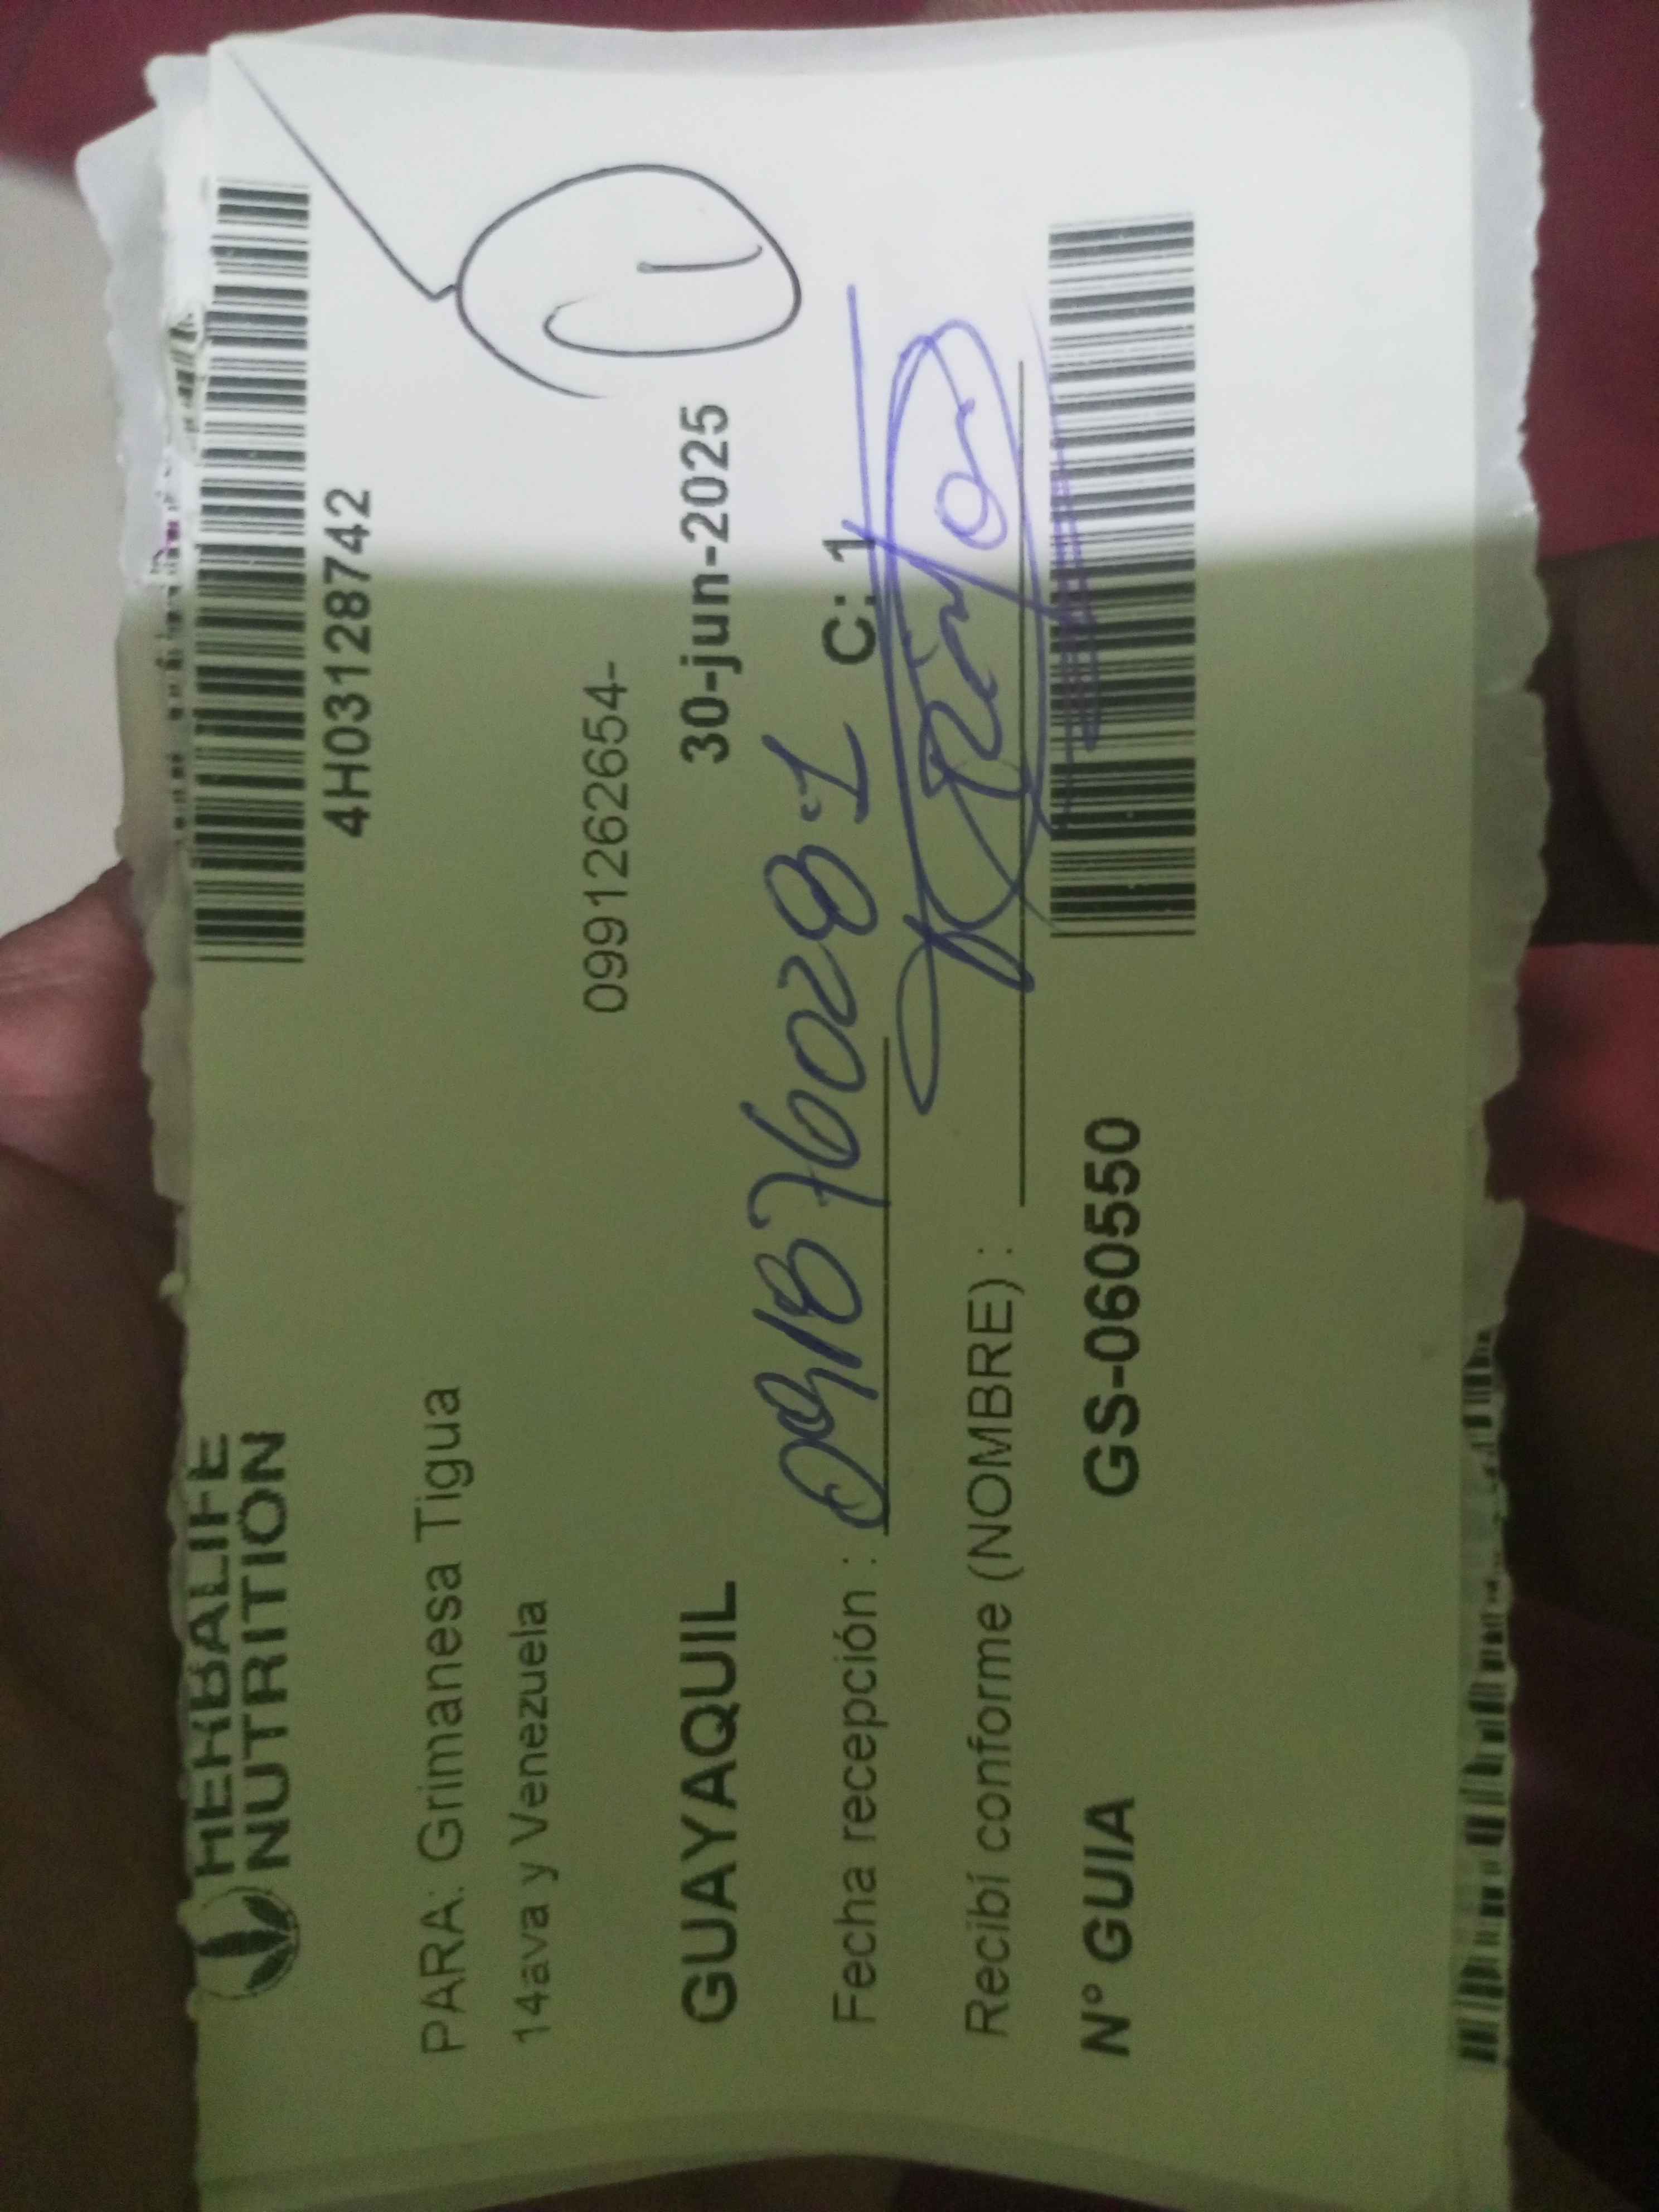 HERBALIFE
NUTRITION
4H03128742
PARA: Grimanesa Tigua
14ava y Venezuela
0991262654-
GUAYAQUIL 30-jun-2025
Fecha recepción : C: 1
Recibí conforme (NOMBRE) :
N° GUIA GS-060550